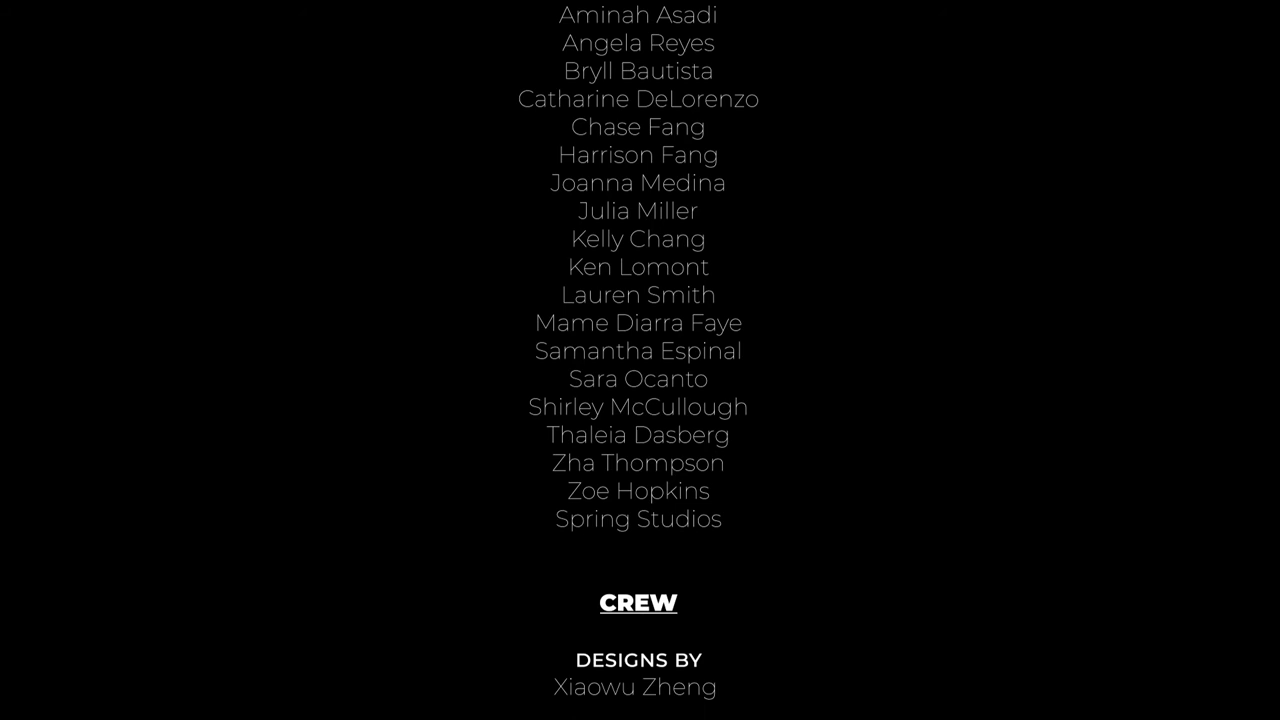 Aminah Asadi
Angela Reyes
Bryll Bautista
Catharine DeLorenzo
Chase Fang
Harrison Fang
Joanna Medina
Julia Miller
Kelly Chang
Ken Lomont
Lauren Smith
Mame Diarra Faye
Samantha Espinal
Sara Ocanto
Shirley McCullough
Thaleia Dasberg
Zha Thompson
Zoe Hopkins
Spring Studios
CREW
DESIGNS BY
Xiaowu Zheng